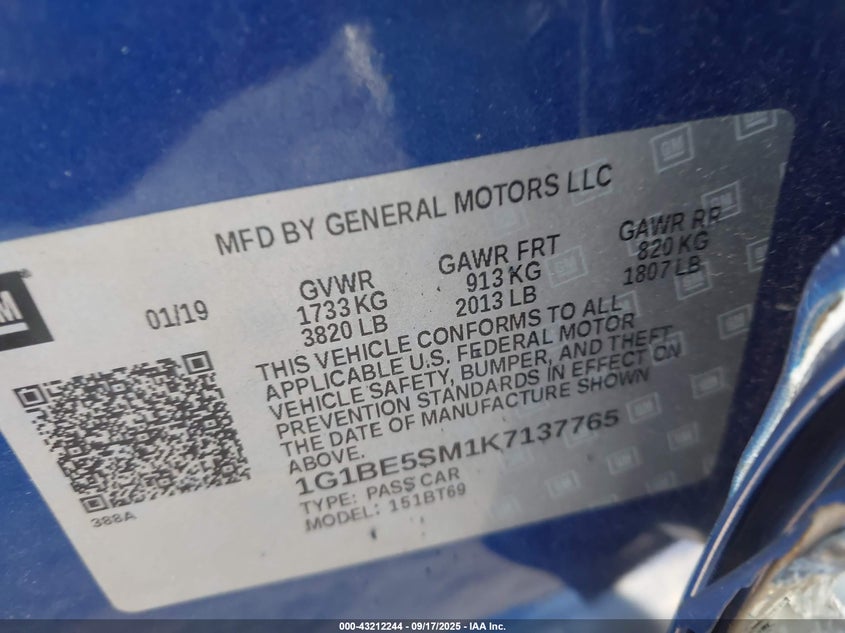 MFD BY GENERAL MOTORS LLC
GM
®
01/19
GVWR
1733 KG
3820 LB
GAWR FRT
913 KG
2013 LB
GAWR RR
820 KG
1807 LB
THIS VEHICLE CONFORMS TO ALL
APPLICABLE U.S. FEDERAL MOTOR
VEHICLE SAFETY, BUMPER, AND THEFT
PREVENTION STANDARDS IN EFFECT ON
THE DATE OF MANUFACTURE SHOWN
ABOVE.
1G1BE5SM1K7137765
TYPE: PASS CAR
MODEL: 151BT69
388A
000-43212244 - 09/17/2025 - IAA Inc.